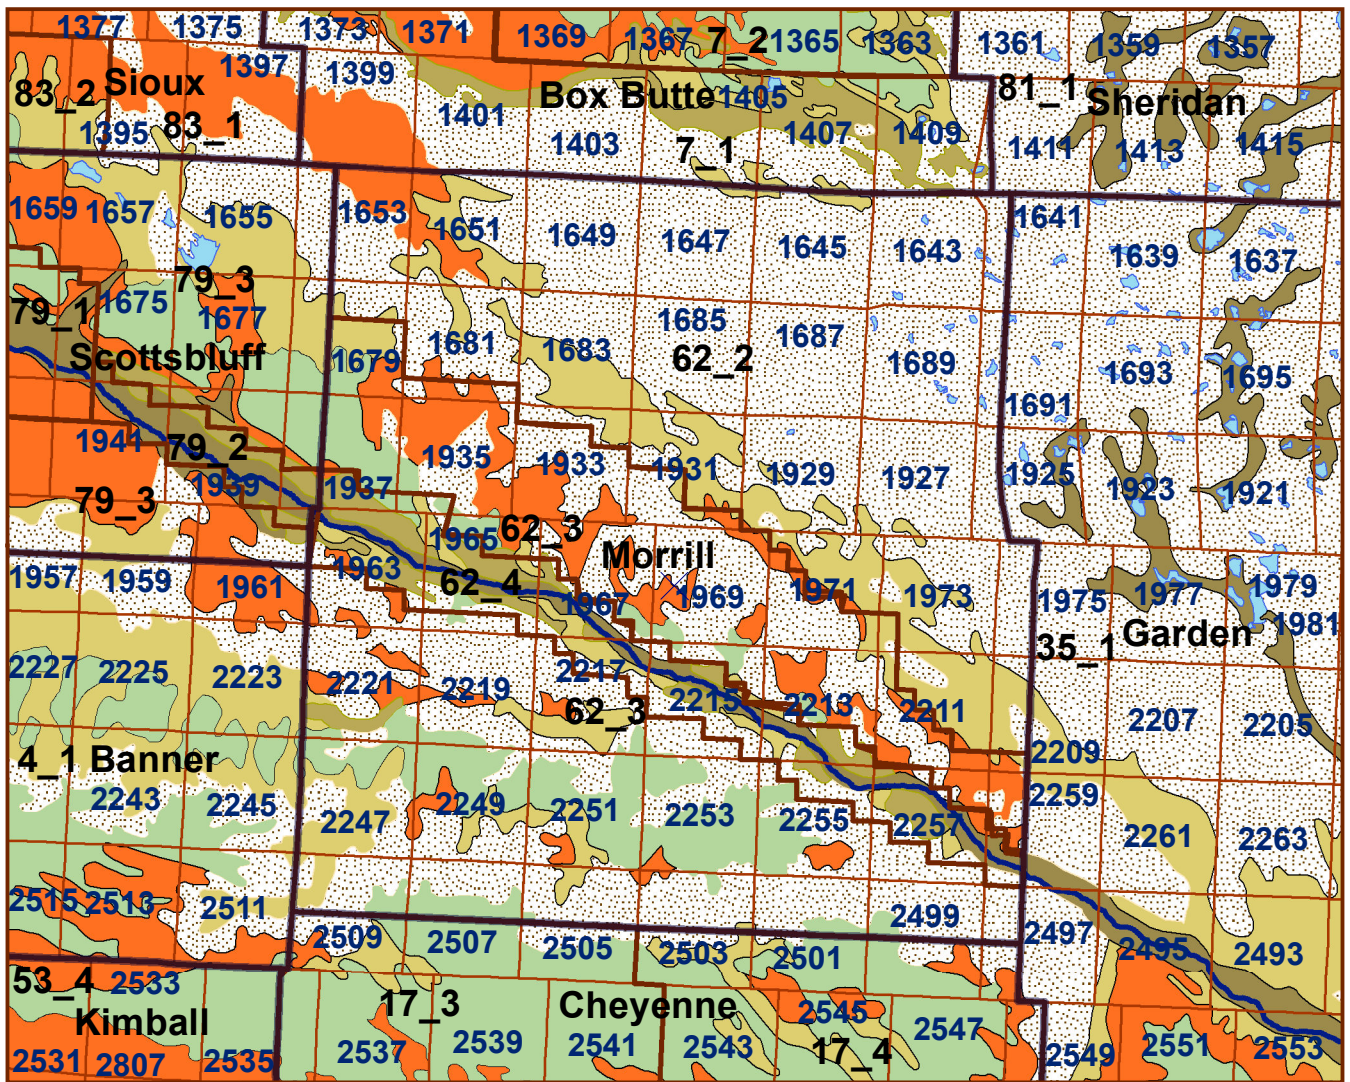 1377 1375 1373 1371 1369 1367 7_2 1365 1363 1361 1359 1357
83_2 Sioux 1397 1399 Box Butte 1405 81_1 Sheridan
1395 83_1 1401 1403 7_1 1407 1409 1411 1413 1415
1659 1657 1655 1653 1651 1649 1647 1645 1643 1641 1639 1637
79_3
79_1 1675 1677 1685 1687
Scottsbluff 1679 1681 1683 62_2 1689 1693 1695
1691
1941 79_2 1935 1933 1931 1929 1927 1925 1923 1921
79_3 1939 1937
1965 62_3 Morrill
1957 1959 1961 1963 62_4 1967 1969 1971 1973 1975 1977 1979
35_1 Garden 1981
2227 2225 2223 2221 2219 2217 2215 2213 2211 2207 2205
62_3
4_1 Banner 2209
2243 2245 2247 2249 2251 2253 2255 2257 2259 2261 2263
2515 2513 2511 2499
2509 2507 2505 2503 2501 2497 2495 2493
53_4 2533 17_3 Cheyenne 2545
Kimball 2547
2531 2807 2535 2537 2539 2541 2543 17_4 2549 2551 2553